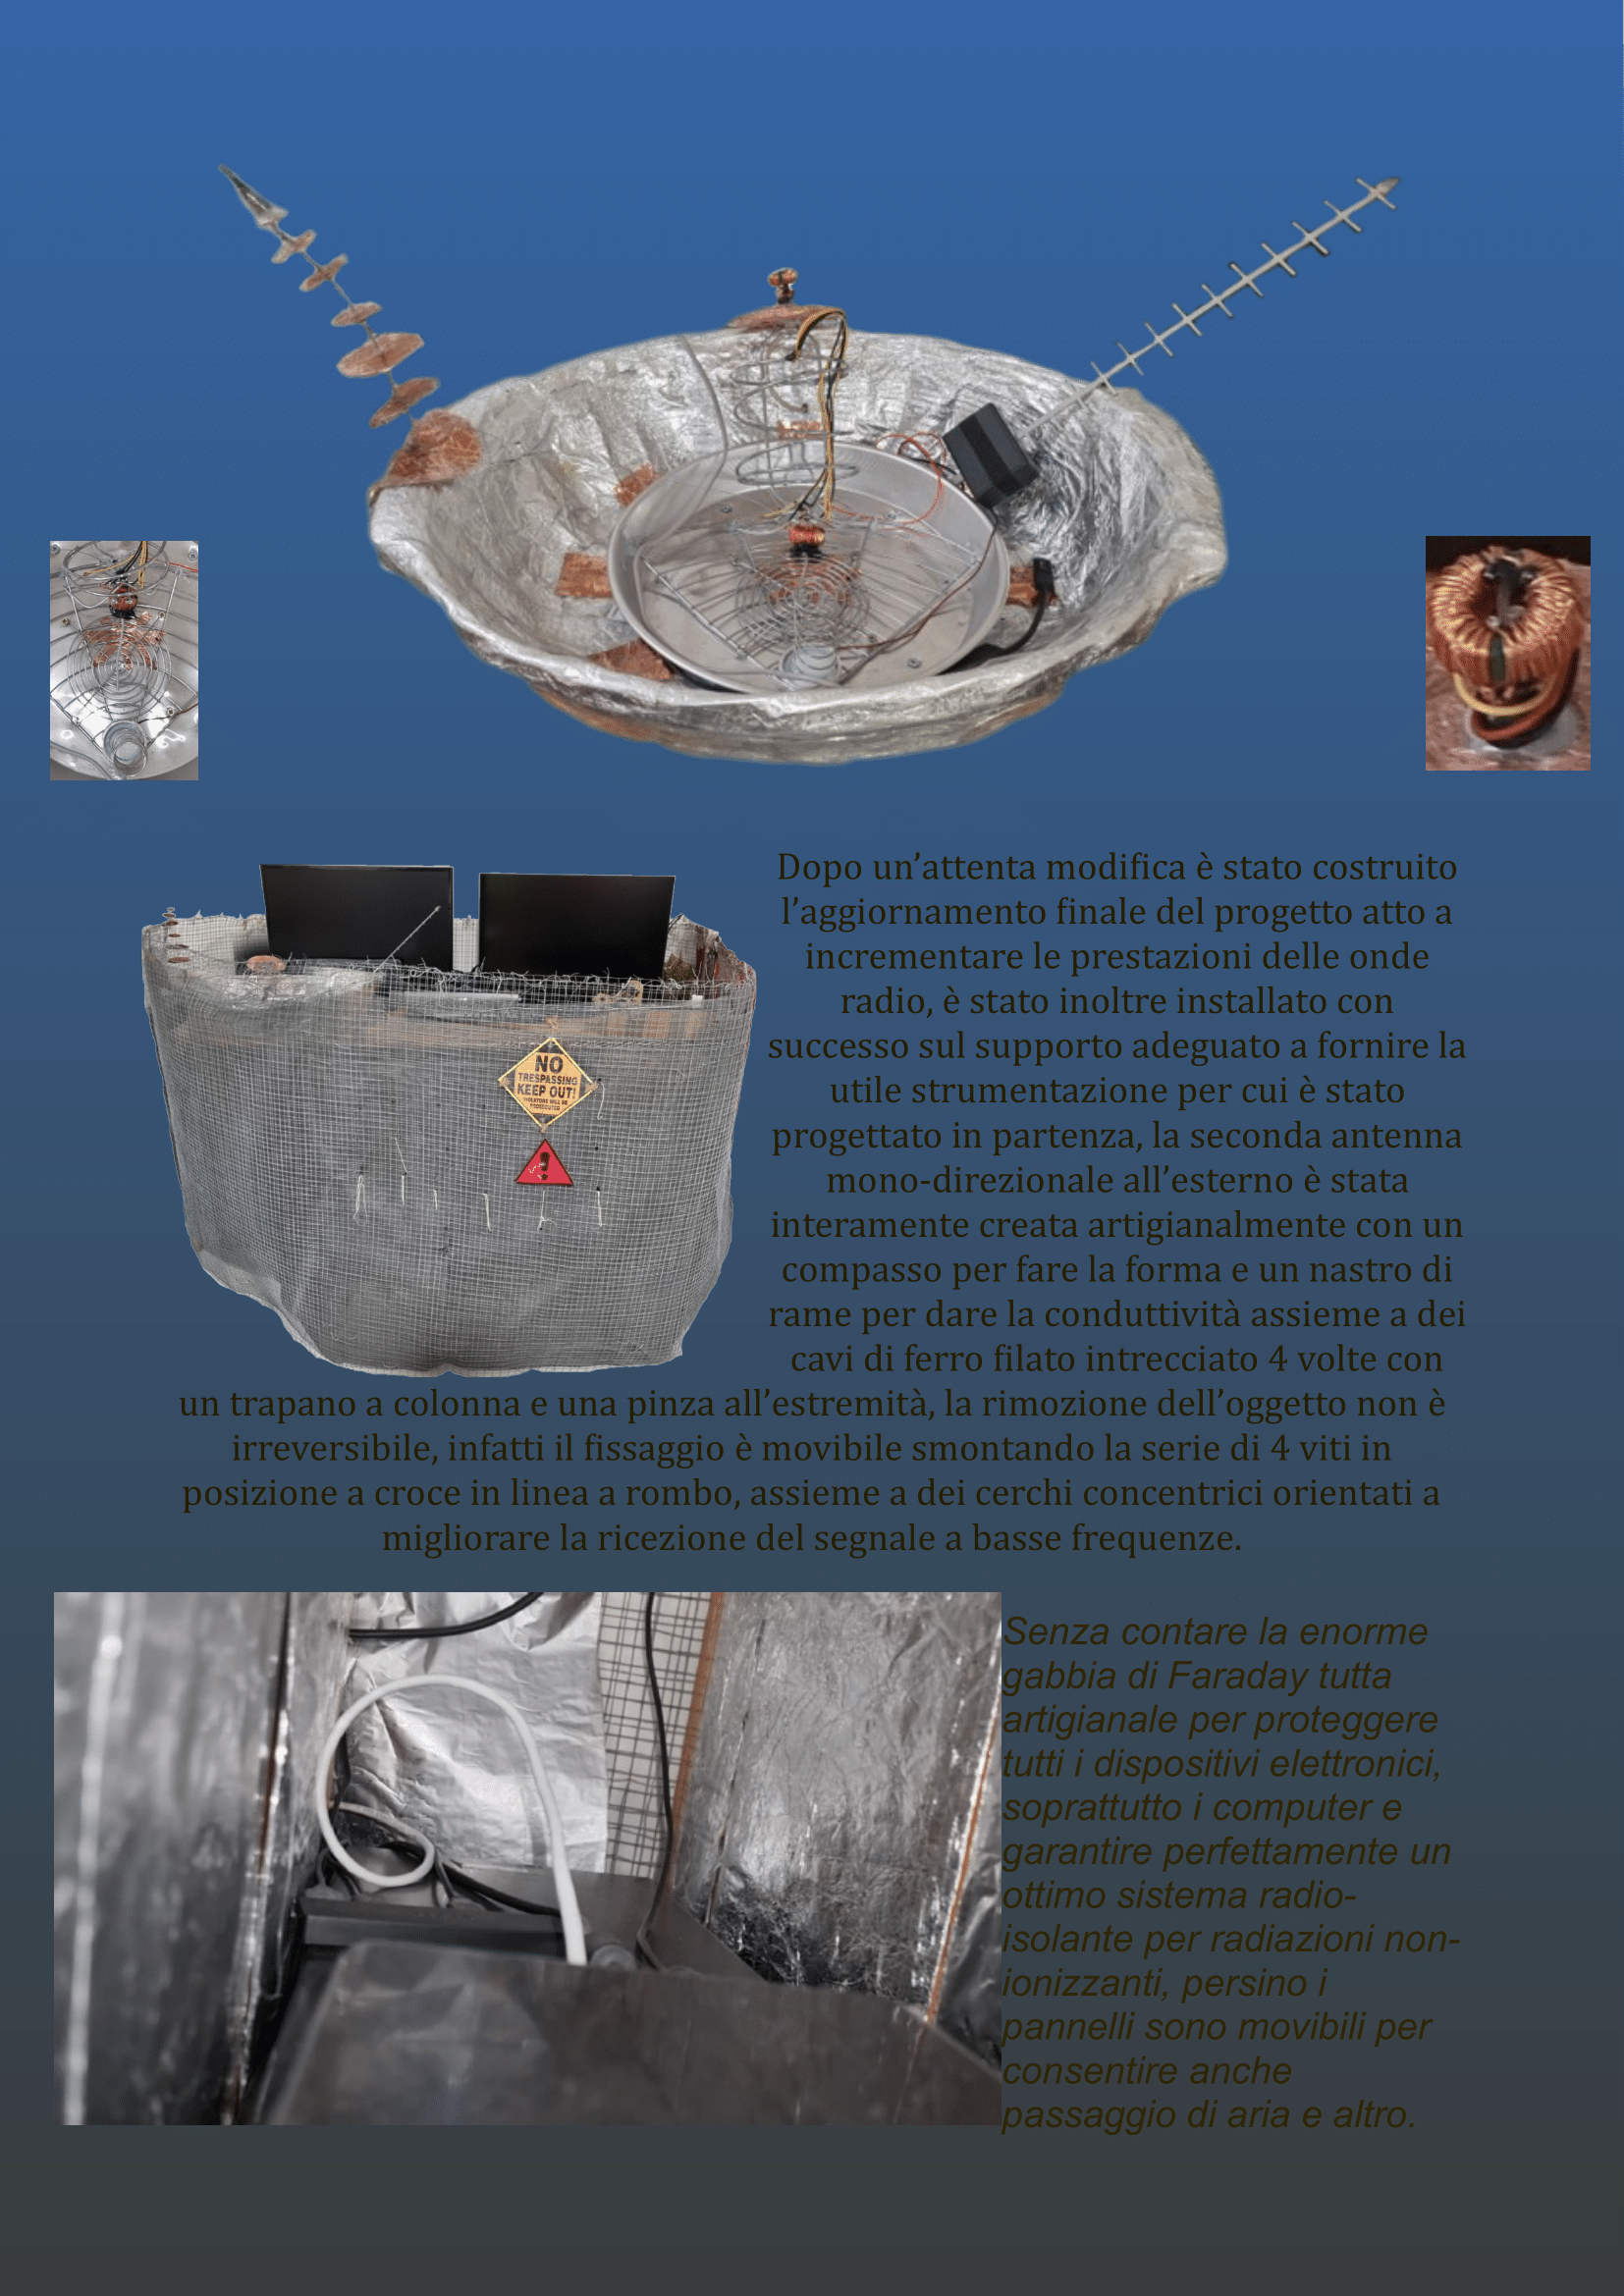 NO
TRESPASSING
KEEP OUT!
VIOLATORS WILL BE
PROSECUTED
!
Dopo un’attenta modifica è stato costruito
l’aggiornamento finale del progetto atto a
incrementare le prestazioni delle onde
radio, è stato inoltre installato con
successo sul supporto adeguato a fornire la
utile strumentazione per cui è stato
progettato in partenza, la seconda antenna
mono-direzionale all’esterno è stata
interamente creata artigianalmente con un
compasso per fare la forma e un nastro di
rame per dare la conduttività assieme a dei
cavi di ferro filato intrecciato 4 volte con
un trapano a colonna e una pinza all’estremità, la rimozione dell’oggetto non è
irreversibile, infatti il fissaggio è movibile smontando la serie di 4 viti in
posizione a croce in linea a rombo, assieme a dei cerchi concentrici orientati a
migliorare la ricezione del segnale a basse frequenze.
Senza contare la enorme
gabbia di Faraday tutta
artigianale per proteggere
tutti i dispositivi elettronici,
soprattutto i computer e
garantire perfettamente un
ottimo sistema radio-
isolante per radiazioni non-
ionizzanti, persino i
pannelli sono movibili per
consentire anche
passaggio di aria e altro.